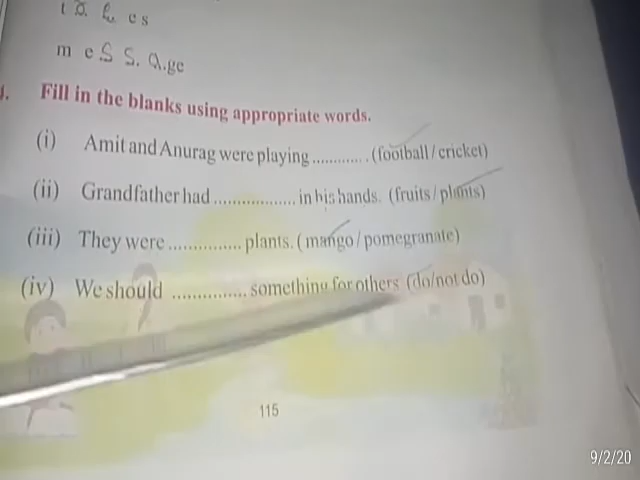 t a k e s
m e s s a ge
Fill in the blanks using appropriate words.
(i) Amit and Anurag were playing ............. (football / cricket)
(ii) Grandfather had .................. in his hands. (fruits / plants)
(iii) They were ............... plants. ( mango / pomegranate)
(iv) We should ............... something for others (do/not do)
115
9/2/20